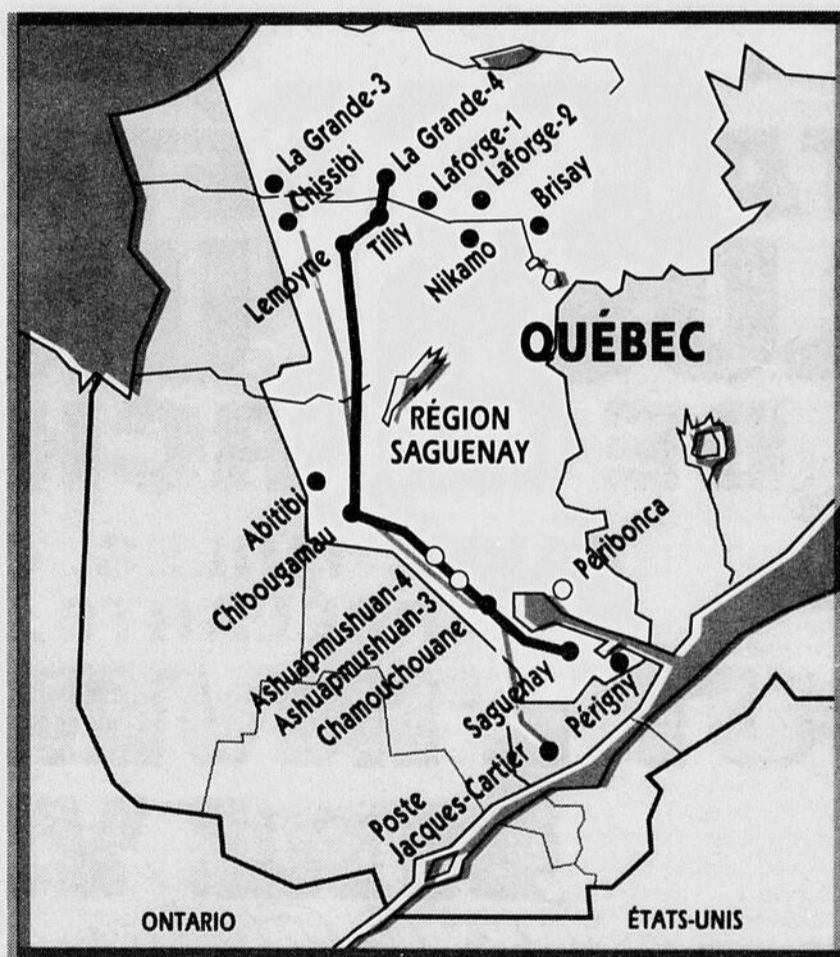 La Grande-3
Chissibi
La Grande-4
Laforge-1
Laforge-2
Brisay
Lemoyne
Tilly
Nikamo
QUÉBEC
RÉGION
SAGUENAY
Abitibi
Chibougamau
Péribonca
Ashuapmushuan-4
Ashuapmushuan-3
Chamouchouane
Saguenay
Périgny
Poste
Jacques-Cartier
ONTARIO
ÉTATS-UNIS